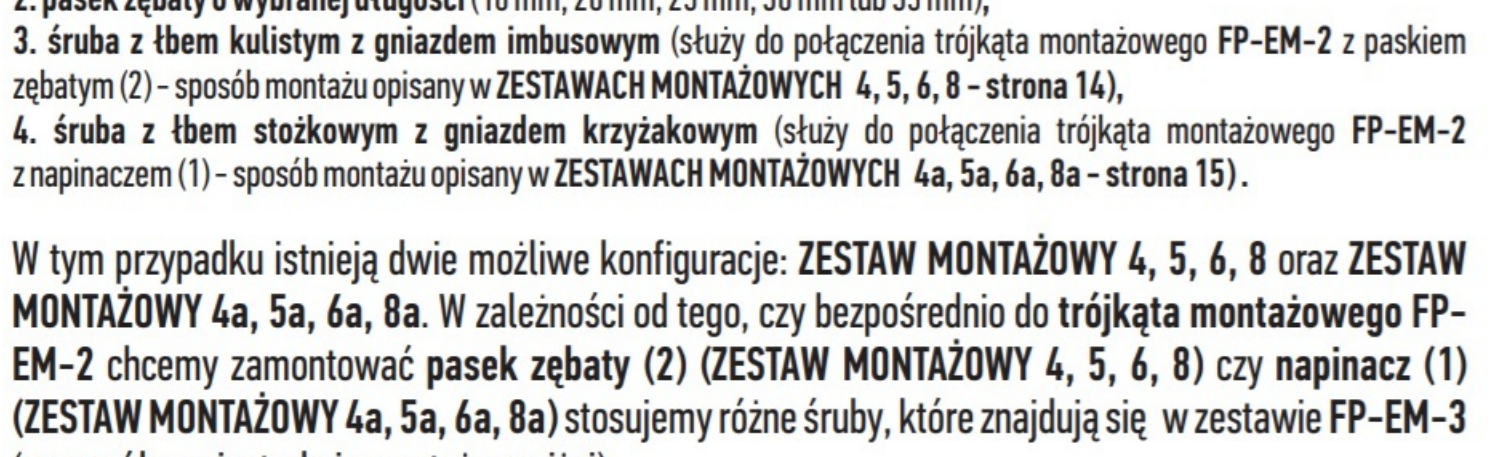 2. pasek zębaty o wybranej długości
3. śruba z łbem kulistym z gniazdem imbusowym (służy do połączenia trójkąta montażowego FP-EM-2 z paskiem
zębatym (2) – sposób montażu opisany w ZESTAWACH MONTAŻOWYCH 4, 5, 6, 8 – strona 14),
4. śruba z łbem stożkowym z gniazdem krzyżakowym (służy do połączenia trójkąta montażowego FP-EM-2
z napinaczem (1) – sposób montażu opisany w ZESTAWACH MONTAŻOWYCH 4a, 5a, 6a, 8a – strona 15).
W tym przypadku istnieją dwie możliwe konfiguracje: ZESTAW MONTAŻOWY 4, 5, 6, 8 oraz ZESTAW
MONTAŻOWY 4a, 5a, 6a, 8a. W zależności od tego, czy bezpośrednio do trójkąta montażowego FP-
EM-2 chcemy zamontować pasek zębaty (2) (ZESTAW MONTAŻOWY 4, 5, 6, 8) czy napinacz (1)
(ZESTAW MONTAŻOWY 4a, 5a, 6a, 8a) stosujemy różne śruby, które znajdują się w zestawie FP-EM-3